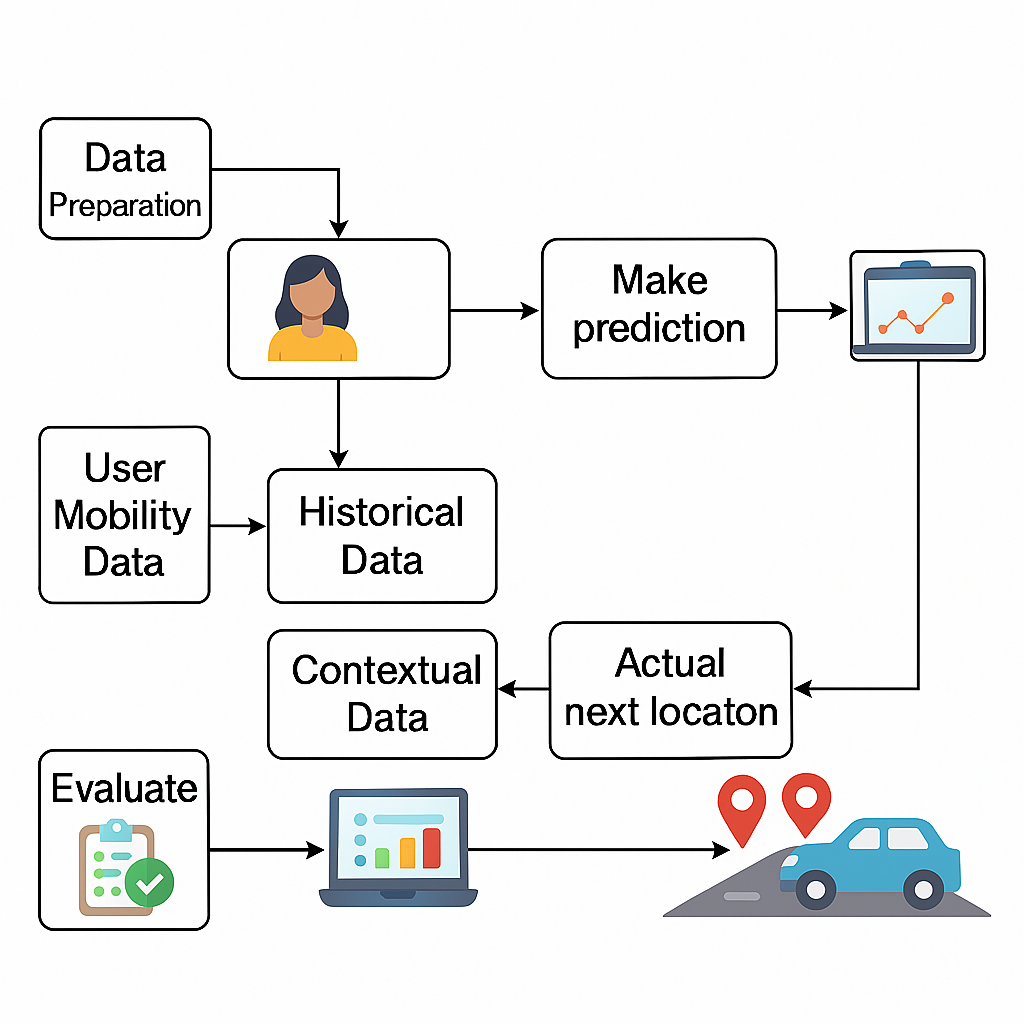 Data
Preparation
Make
prediction
User
Mobility
Data
Historical
Data
Contextual
Data
Actual
next locaton
Evaluate